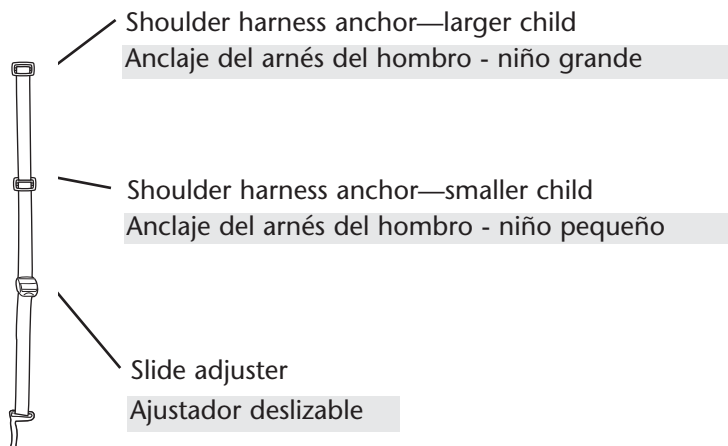 Shoulder harness anchor—larger child
Anclaje del arnés del hombro - niño grande
Shoulder harness anchor—smaller child
Anclaje del arnés del hombro - niño pequeño
Slide adjuster
Ajustador deslizable